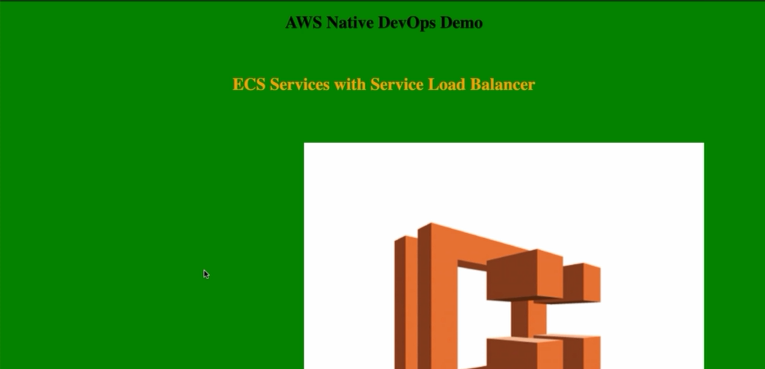 AWS Native DevOps Demo
ECS Services with Service Load Balancer